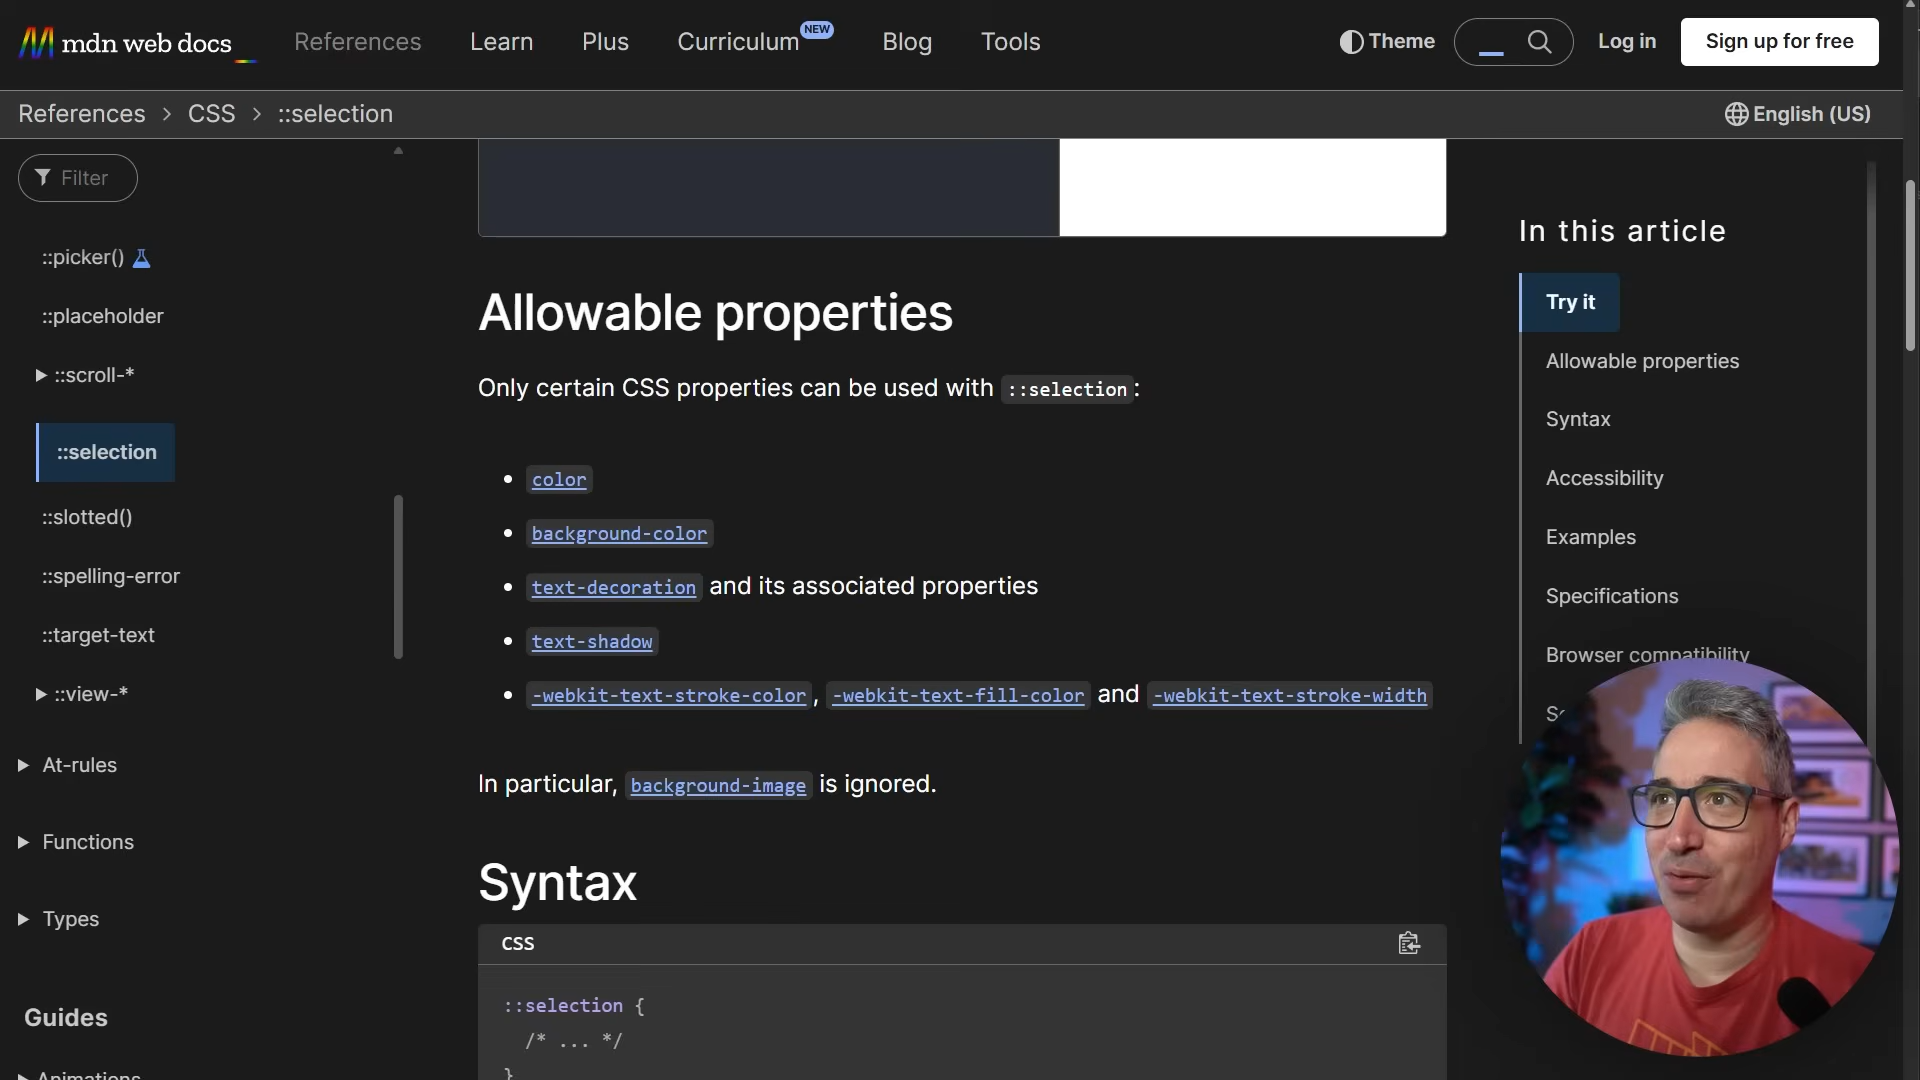 mdn web docs
References
Learn
Plus
Curriculum NEW
Blog
Tools
Theme
Log in
Sign up for free
References > CSS > ::selection
English (US)
Filter
::picker()
::placeholder
::scroll-*
::selection
::slotted()
::spelling-error
::target-text
::view-*
At-rules
Functions
Types
Guides
Animations
Allowable properties
Only certain CSS properties can be used with ::selection:
• color
• background-color
• text-decoration and its associated properties
• text-shadow
• -webkit-text-stroke-color, -webkit-text-fill-color and -webkit-text-stroke-width
In particular, background-image is ignored.
Syntax
CSS
::selection {
/* ... */
}
In this article
Try it
Allowable properties
Syntax
Accessibility
Examples
Specifications
Browser compatibility